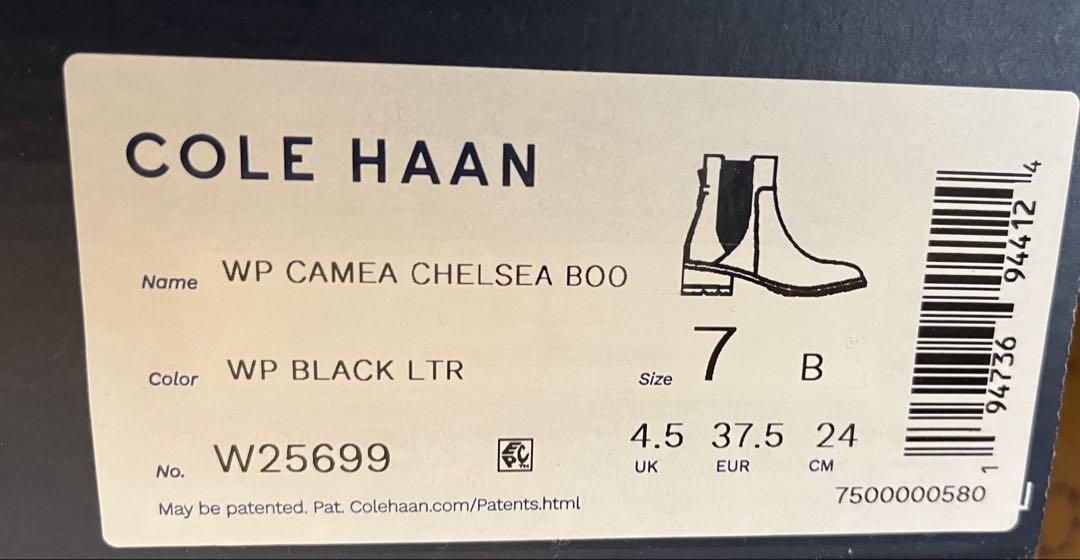 COLE HAAN
Name WP CAMEA CHELSEA BOO
Color WP BLACK LTR
Size 7 B
No. W25699
4.5 37.5 24
UK EUR CM
7500000580
May be patented. Pat. Colehaan.com/Patents.html
1 94736 94412 4
EPC